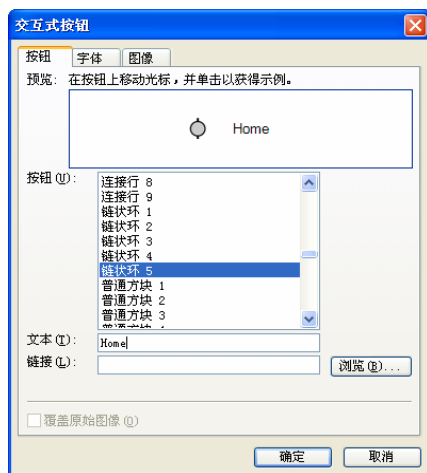 交互式按钮
按钮 字体 图像
预览: 在按钮上移动光标,并单击以获得示例。
Home
按钮(U):
连接行 8
连接行 9
链状环 1
链状环 2
链状环 3
链状环 4
链状环 5
普通方块 1
普通方块 2
普通方块 3
文本(T): Home
链接(L): 浏览(B)...
覆盖原始图像(O)
确定 取消